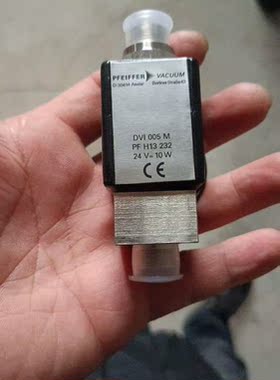 PFEIFFER VACUUM
DVI 005 M
PF H13 232
24 V= 10 W
CE